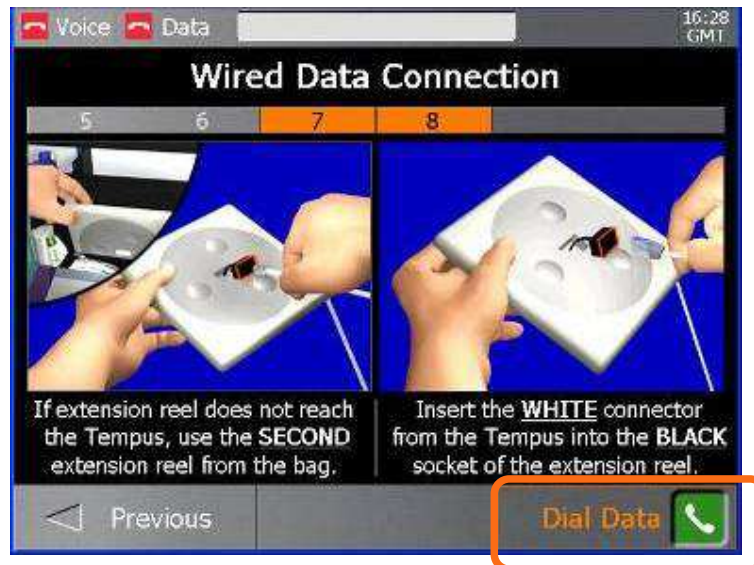 Voice Data
16:28
GMT
Wired Data Connection
5 6 7 8
If extension reel does not reach
the Tempus, use the SECOND
extension reel from the bag.
Insert the WHITE connector
from the Tempus into the BLACK
socket of the extension reel.
Previous
Dial Data